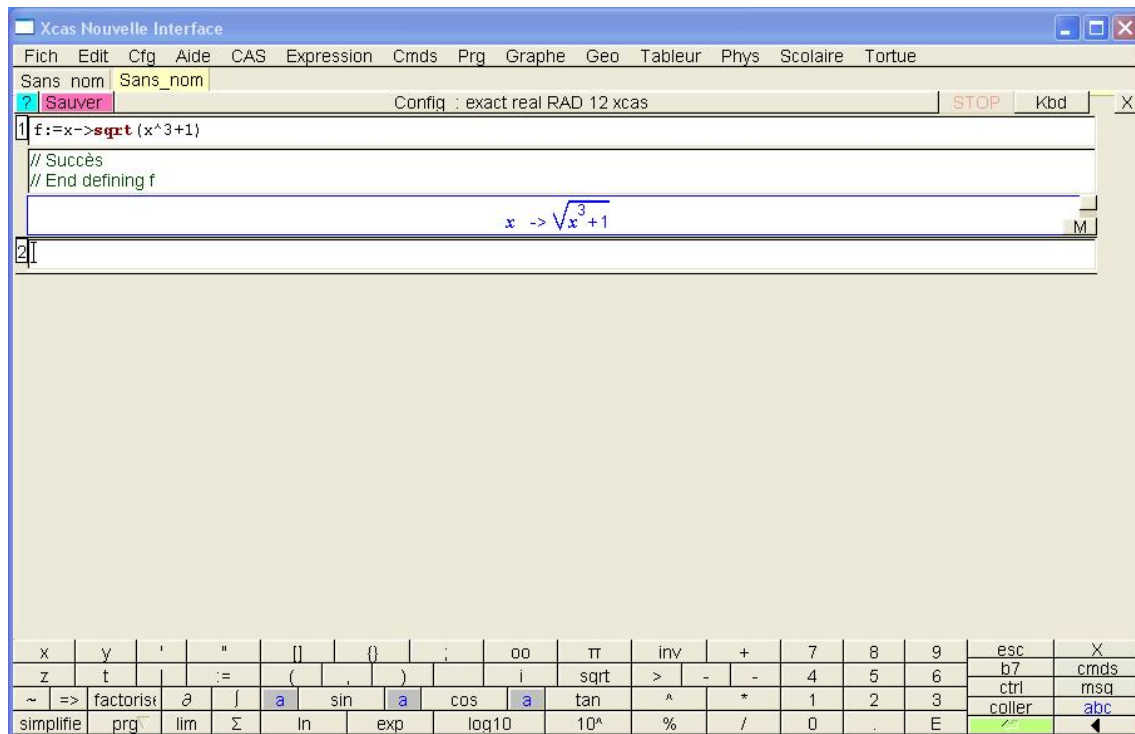 Xcas Nouvelle Interface
Fich Edit Cfg Aide CAS Expression Cmds Prg Graphe Geo Tableur Phys Scolaire Tortue
Sans nom Sans_nom
? Sauver Config : exact real RAD 12 xcas STOP Kbd X
1 f:=x->sqrt(x^3+1)
// Succès
// End defining f
x -> √x³+1
M
2
x y ' " [] {} ; oo π inv + 7 8 9 esc X
z t | := ( , ) i sqrt > - - 4 5 6 b7 cmds
~ => factorise ∂ ∫ a sin a cos a tan ^ * 1 2 3 ctrl msg
coller abc
simplifie prg lim Σ ln exp log10 10^ % / 0 . E